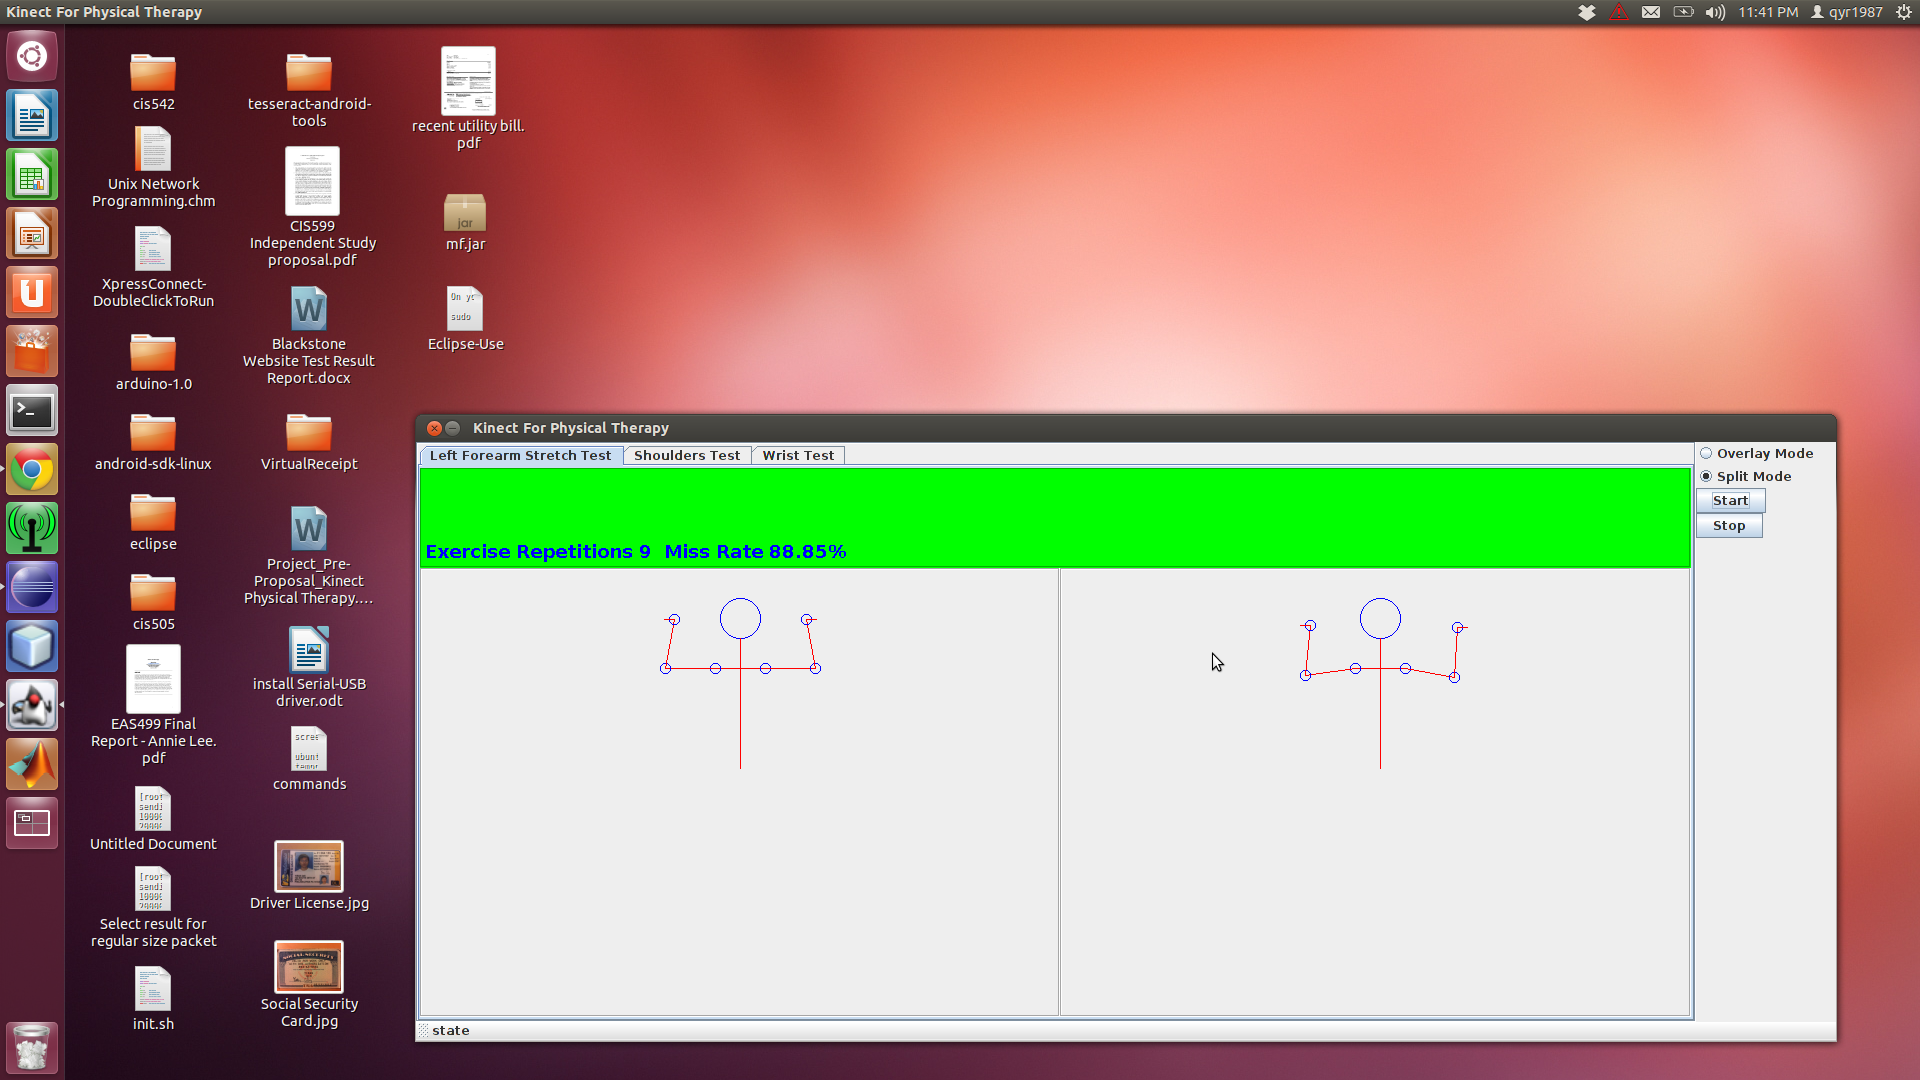 Kinect For Physical Therapy
11:41 PM
qyr1987
cis542
Unix Network
Programming.chm
XpressConnect-
DoubleClickToRun
arduino-1.0
android-sdk-linux
eclipse
cis505
EAS499 Final
Report - Annie Lee.
pdf
Untitled Document
Select result for
regular size packet
init.sh
tesseract-android-
tools
CIS599
Independent Study
proposal.pdf
Blackstone
Website Test Result
Report.docx
VirtualReceipt
Project_Pre-
Proposal_Kinect
Physical Therapy....
install Serial-USB
driver.odt
commands
Driver License.jpg
Social Security
Card.jpg
recent utility bill.
pdf
jar
mf.jar
On yo
sudo
Eclipse-Use
Kinect For Physical Therapy
Left Forearm Stretch Test
Shoulders Test
Wrist Test
Overlay Mode
Split Mode
Start
Stop
Exercise Repetitions 9 Miss Rate 88.85%
state